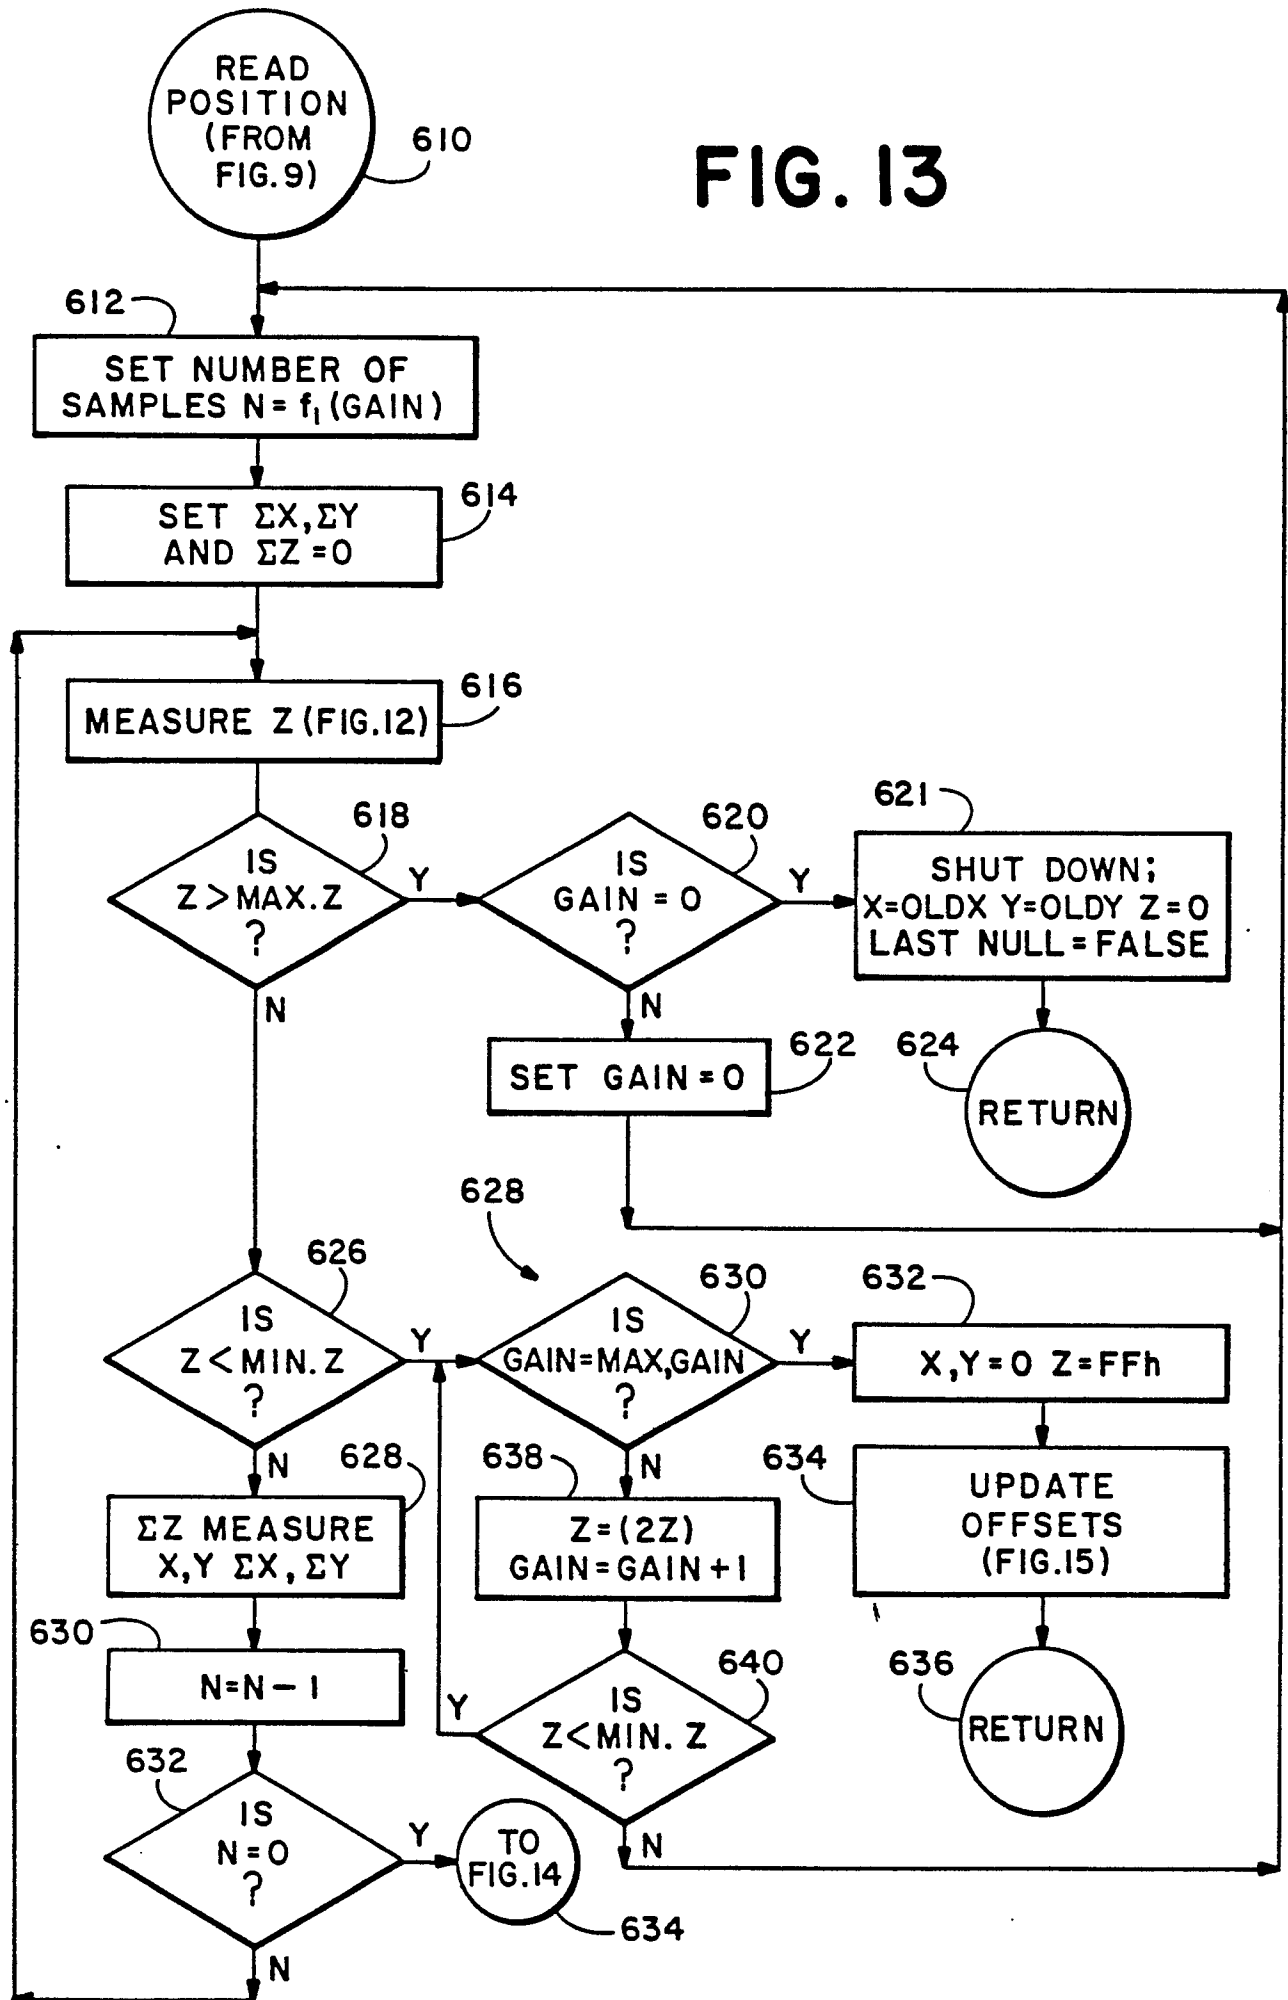 READ
POSITION
(FROM
FIG.9)
610
FIG. 13
612
SET NUMBER OF
SAMPLES N=f₁(GAIN)
614
SET ΣX,ΣY
AND ΣZ=0
616
MEASURE Z(FIG.12)
618
IS
Z>MAX.Z
?
Y
N
620
IS
GAIN=0
?
Y
N
621
SHUT DOWN;
X=OLDX Y=OLDY Z=0
LAST NULL=FALSE
622
SET GAIN=0
624
RETURN
626
IS
Z<MIN.Z
?
Y
N
628
630
IS
GAIN=MAX,GAIN
?
Y
N
632
X,Y=0 Z=FFh
634
UPDATE
OFFSETS
(FIG.15)
636
RETURN
628
ΣZ MEASURE
X,Y ΣX,ΣY
638
Z=(2Z)
GAIN=GAIN+1
630
N=N-1
640
IS
Z<MIN. Z
?
Y
N
632
IS
N=0
?
Y
N
TO
FIG.14
634